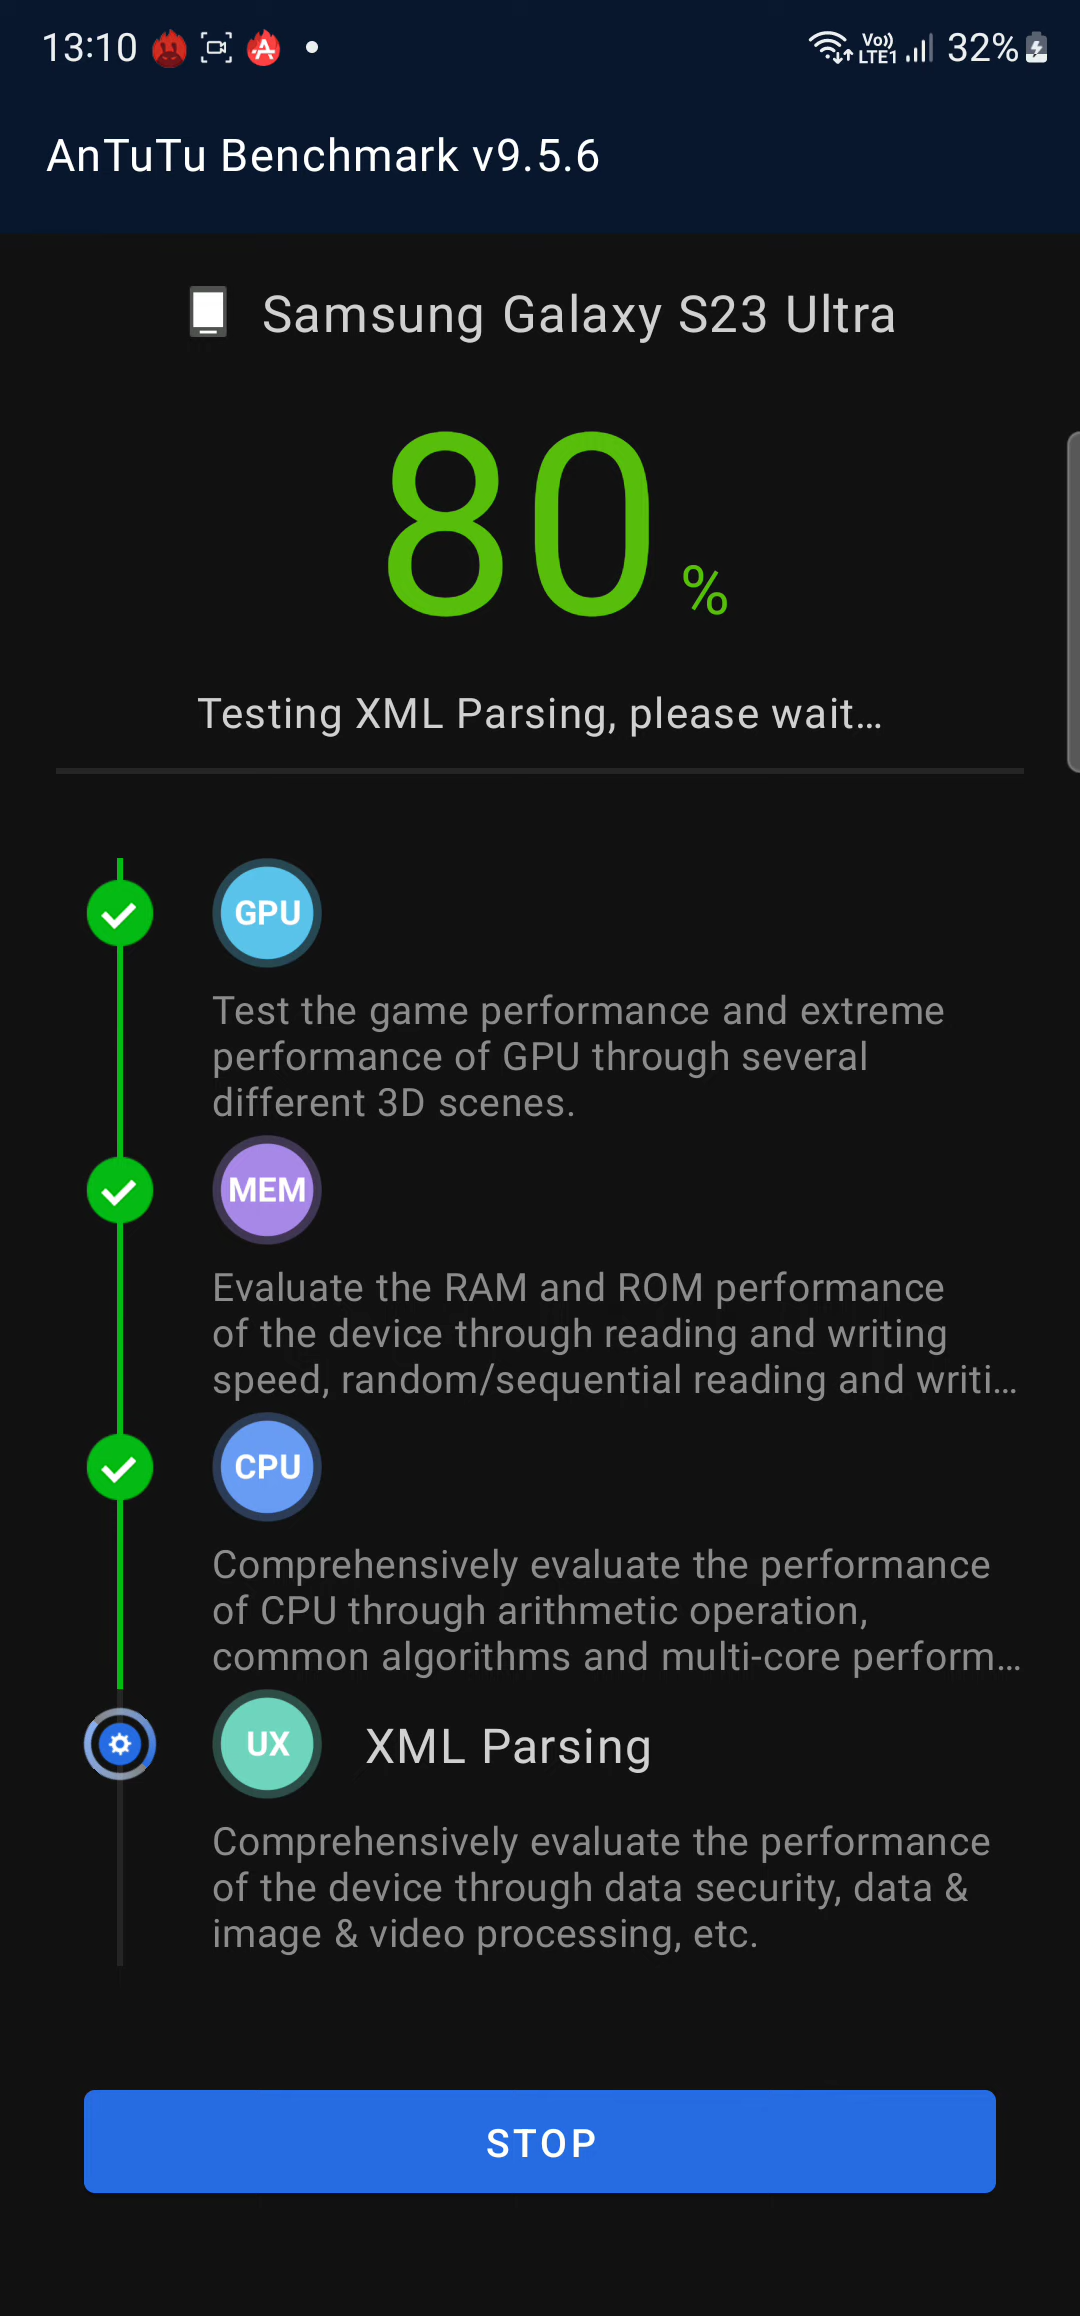 13:10
Vo)) LTE1 32%
AnTuTu Benchmark v9.5.6
Samsung Galaxy S23 Ultra
80 %
Testing XML Parsing, please wait...
GPU
Test the game performance and extreme
performance of GPU through several
different 3D scenes.
MEM
Evaluate the RAM and ROM performance
of the device through reading and writing
speed, random/sequential reading and writi...
CPU
Comprehensively evaluate the performance
of CPU through arithmetic operation,
common algorithms and multi-core perform...
UX XML Parsing
Comprehensively evaluate the performance
of the device through data security, data &
image & video processing, etc.
STOP